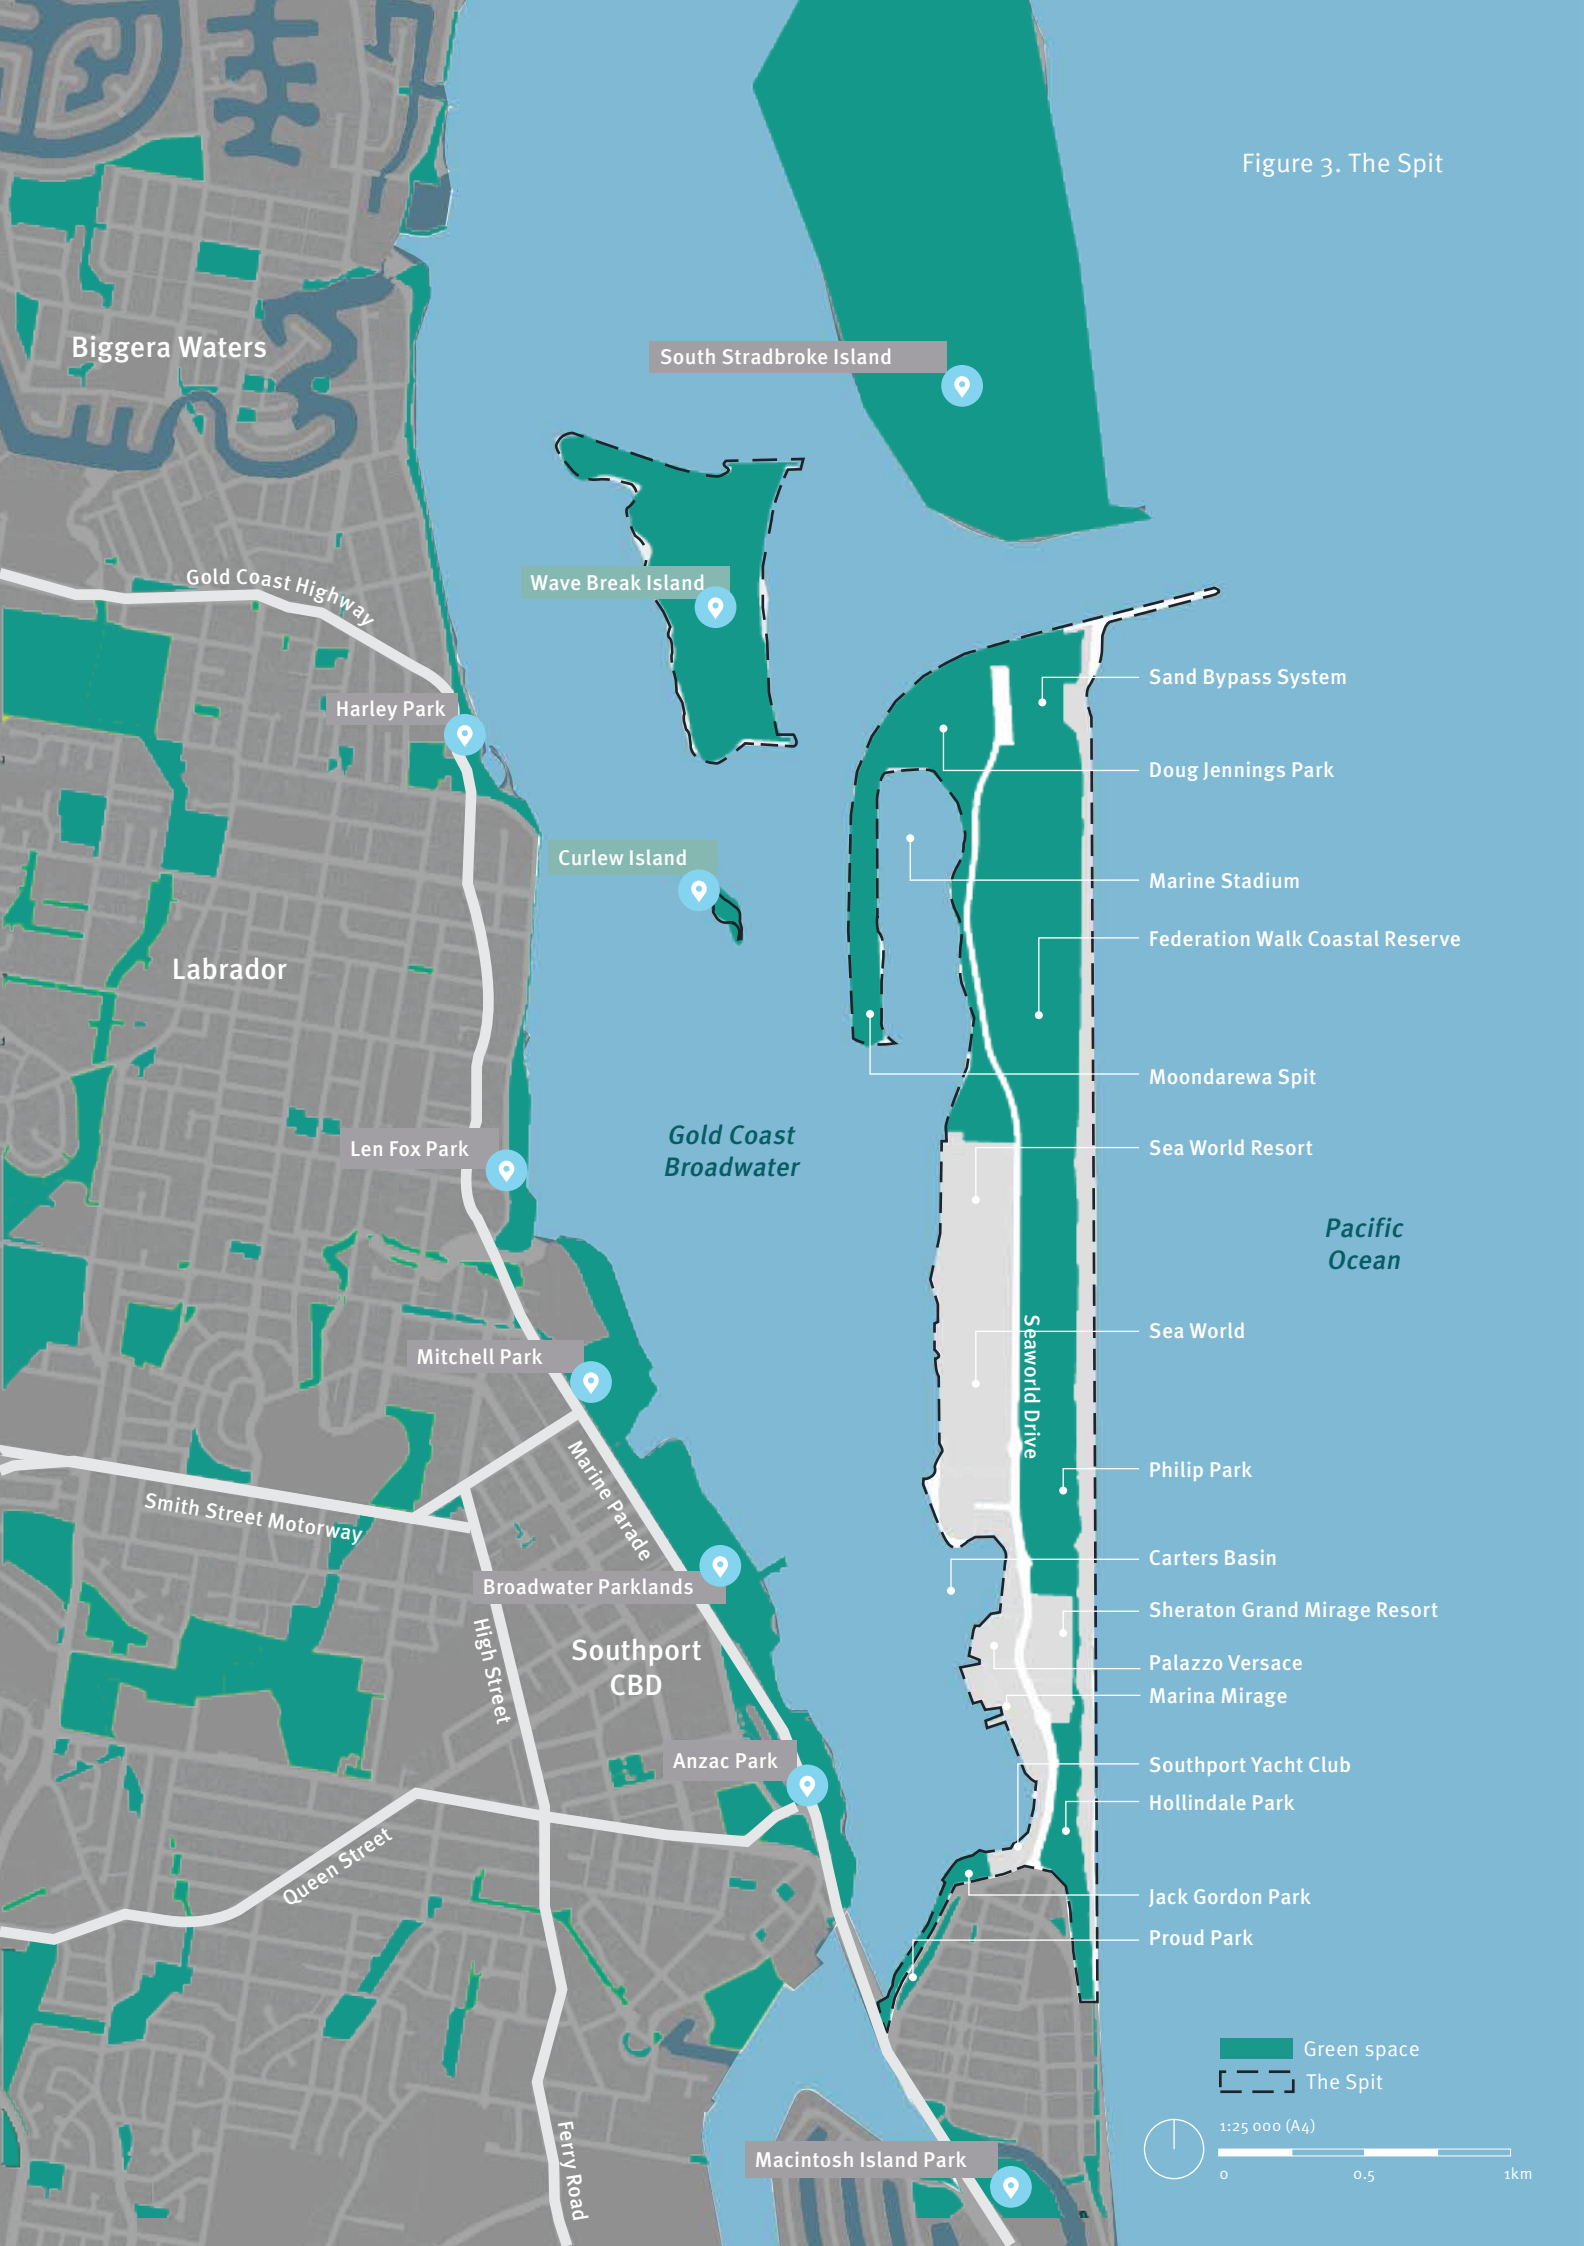 Figure 3. The Spit
Biggera Waters
South Stradbroke Island
Gold Coast Highway
Wave Break Island
Sand Bypass System
Harley Park
Doug Jennings Park
Curlew Island
Marine Stadium
Federation Walk Coastal Reserve
Labrador
Moondarewa Spit
Gold Coast
Broadwater
Len Fox Park
Sea World Resort
Pacific
Ocean
Sea World
Seaworld Drive
Mitchell Park
Marine Parade
Philip Park
Smith Street Motorway
Carters Basin
Broadwater Parklands
Sheraton Grand Mirage Resort
High Street
Southport
CBD
Palazzo Versace
Marina Mirage
Anzac Park
Southport Yacht Club
Hollindale Park
Queen Street
Jack Gordon Park
Proud Park
Green space
The Spit
1:25 000 (A4)
0 0.5 1km
Ferry Road
Macintosh Island Park